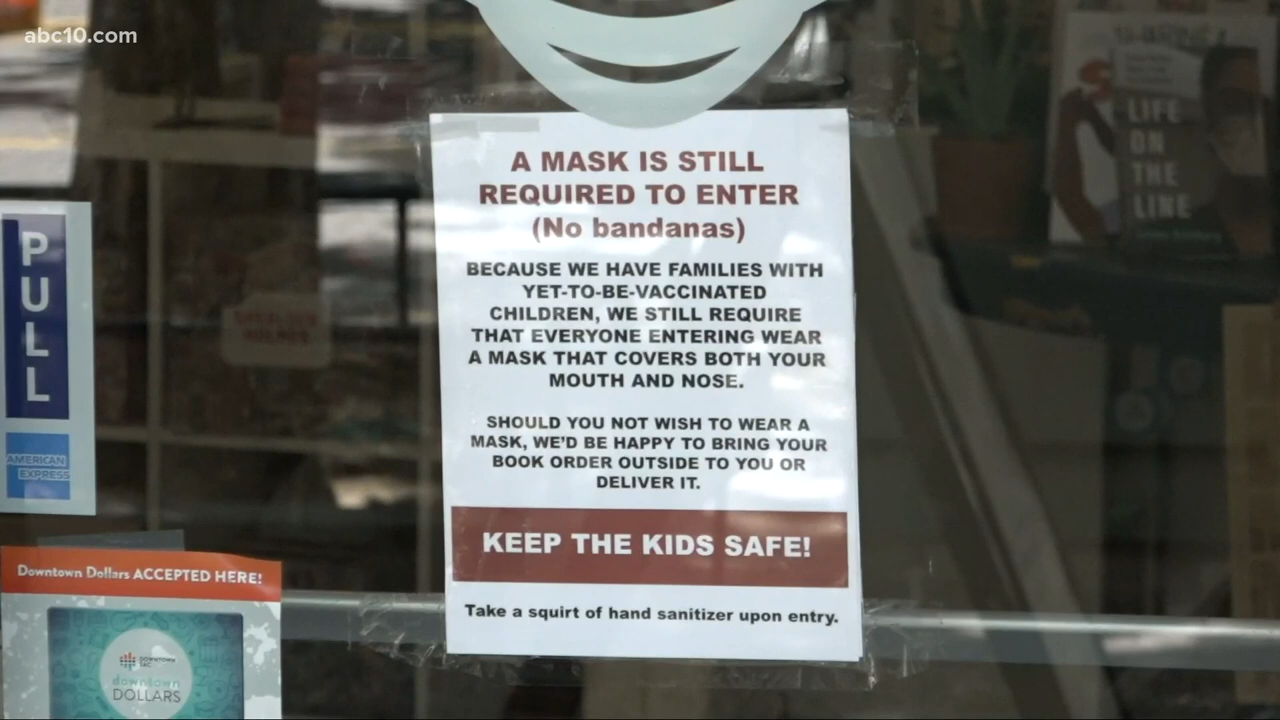 abc10.com
A MASK IS STILL
REQUIRED TO ENTER
(No bandanas)
BECAUSE WE HAVE FAMILIES WITH
YET-TO-BE-VACCINATED
CHILDREN, WE STILL REQUIRE
THAT EVERYONE ENTERING WEAR
A MASK THAT COVERS BOTH YOUR
MOUTH AND NOSE.
SHOULD YOU NOT WISH TO WEAR A
MASK, WE'D BE HAPPY TO BRING YOUR
BOOK ORDER OUTSIDE TO YOU OR
DELIVER IT.
KEEP THE KIDS SAFE!
Take a squirt of hand sanitizer upon entry.
PULL
AMERICAN
EXPRESS
Downtown Dollars ACCEPTED HERE!
DOWNTOWN
SAC
downtown
DOLLARS
LIFE
ON
THE
LINE